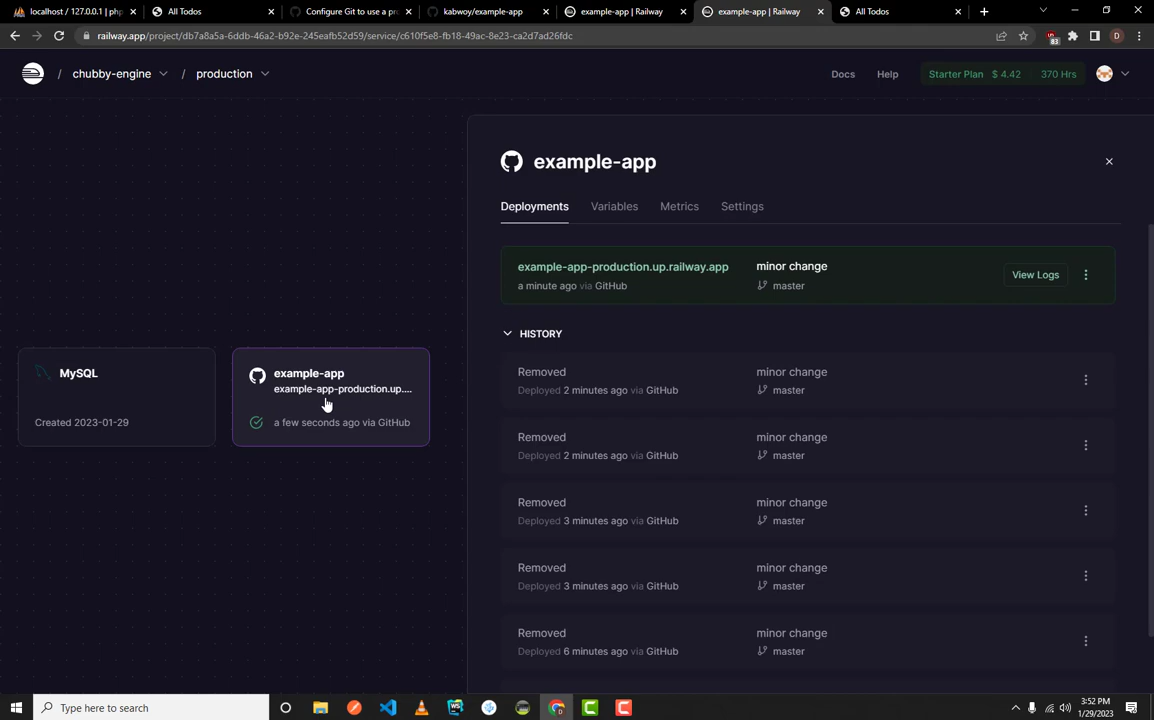 localhost / 127.0.0.1 | php
All Todos
Configure Git to use a pr
kabwoy/example-app
example-app | Railway
example-app | Railway
All Todos
railway.app/project/db7a8a5a-6ddb-46a2-b92e-245eafb52d59/service/c610f5e8-fb18-49ac-8e23-ca2d7ad26fdc
83
D
/ chubby-engine / production
Docs
Help
Starter Plan $ 4.42 370 Hrs
example-app
Deployments
Variables
Metrics
Settings
example-app-production.up.railway.app
minor change
a minute ago via GitHub
master
View Logs
HISTORY
Removed
minor change
Deployed 2 minutes ago via GitHub
master
Removed
minor change
Deployed 2 minutes ago via GitHub
master
Removed
minor change
Deployed 3 minutes ago via GitHub
master
Removed
minor change
Deployed 3 minutes ago via GitHub
master
Removed
minor change
Deployed 6 minutes ago via GitHub
master
MySQL
Created 2023-01-29
example-app
example-app-production.up....
a few seconds ago via GitHub
Type here to search
3:52 PM
1/29/2023